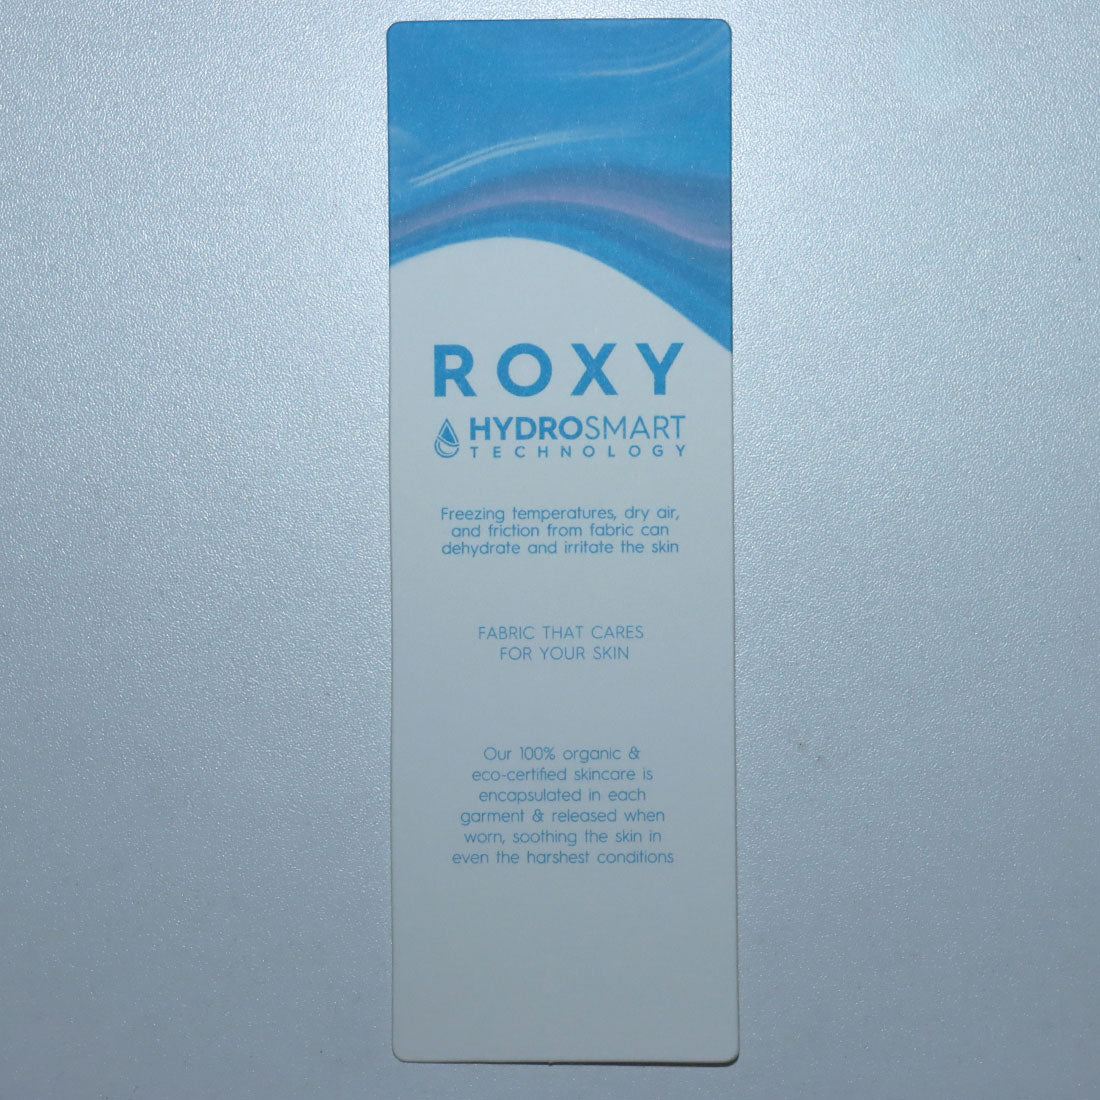 ROXY
HYDROSMART
TECHNOLOGY
Freezing temperatures, dry air,
and friction from fabric can
dehydrate and irritate the skin
FABRIC THAT CARES
FOR YOUR SKIN
Our 100% organic &
eco-certified skincare is
encapsulated in each
garment & released when
worn, soothing the skin in
even the harshest conditions